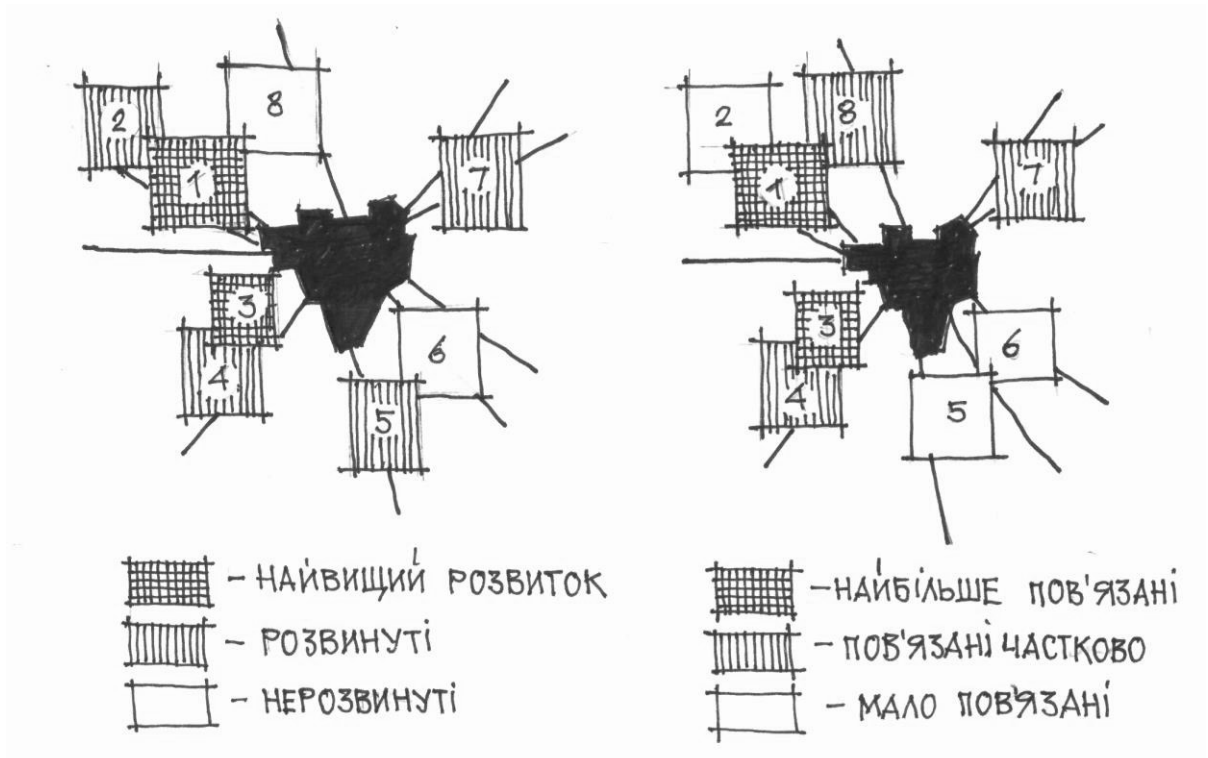 8
2
1
7
3
4
6
5
- НАЙВИЩИЙ РОЗВИТОК
- РОЗВИНУТІ
- НЕРОЗВИНУТІ
2
8
1
7
3
4
6
5
- НАЙБІЛЬШЕ ПОВ'ЯЗАНІ
- ПОВ'ЯЗАНІ ЧАСТКОВО
- МАЛО ПОВ'ЯЗАНІ